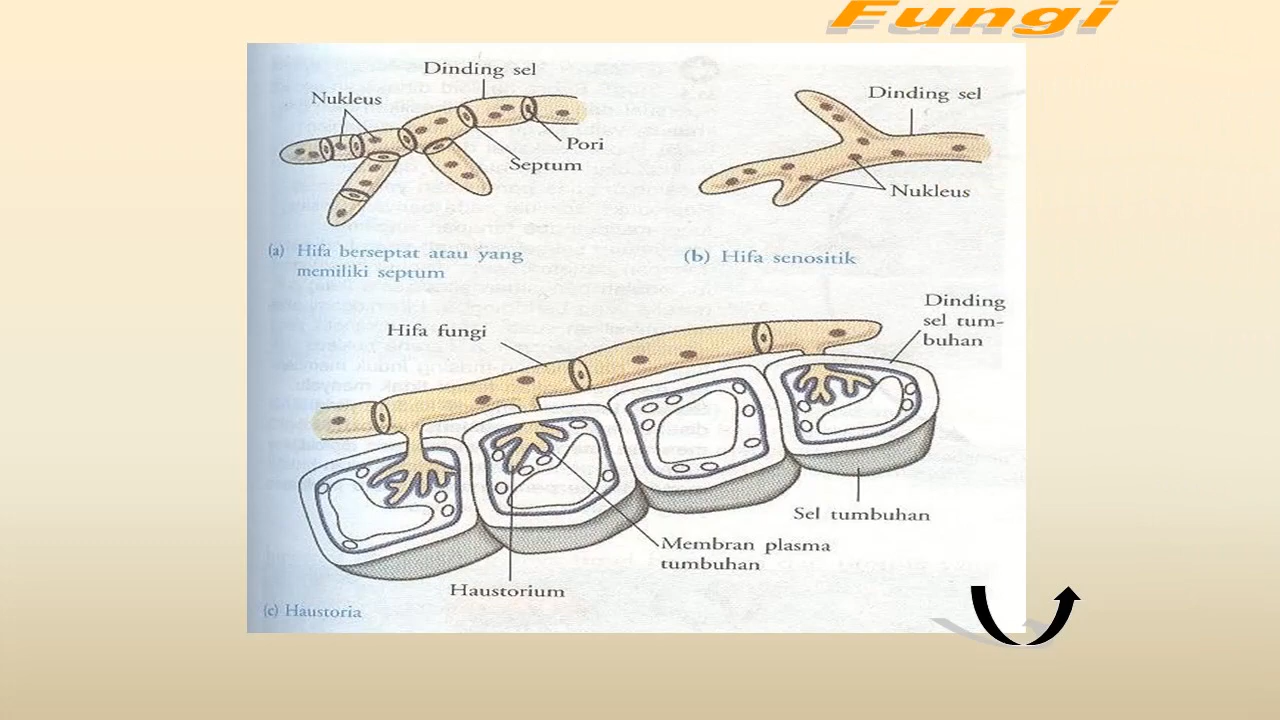 Fungi
Dinding sel
Nukleus
Pori
Septum
(a) Hifa berseptat atau yang
memiliki septum
Dinding sel
Nukleus
(b) Hifa senositik
Hifa fungi
Dinding
sel tum-
buhan
Sel tumbuhan
Membran plasma
tumbuhan
Haustorium
(c) Haustoria